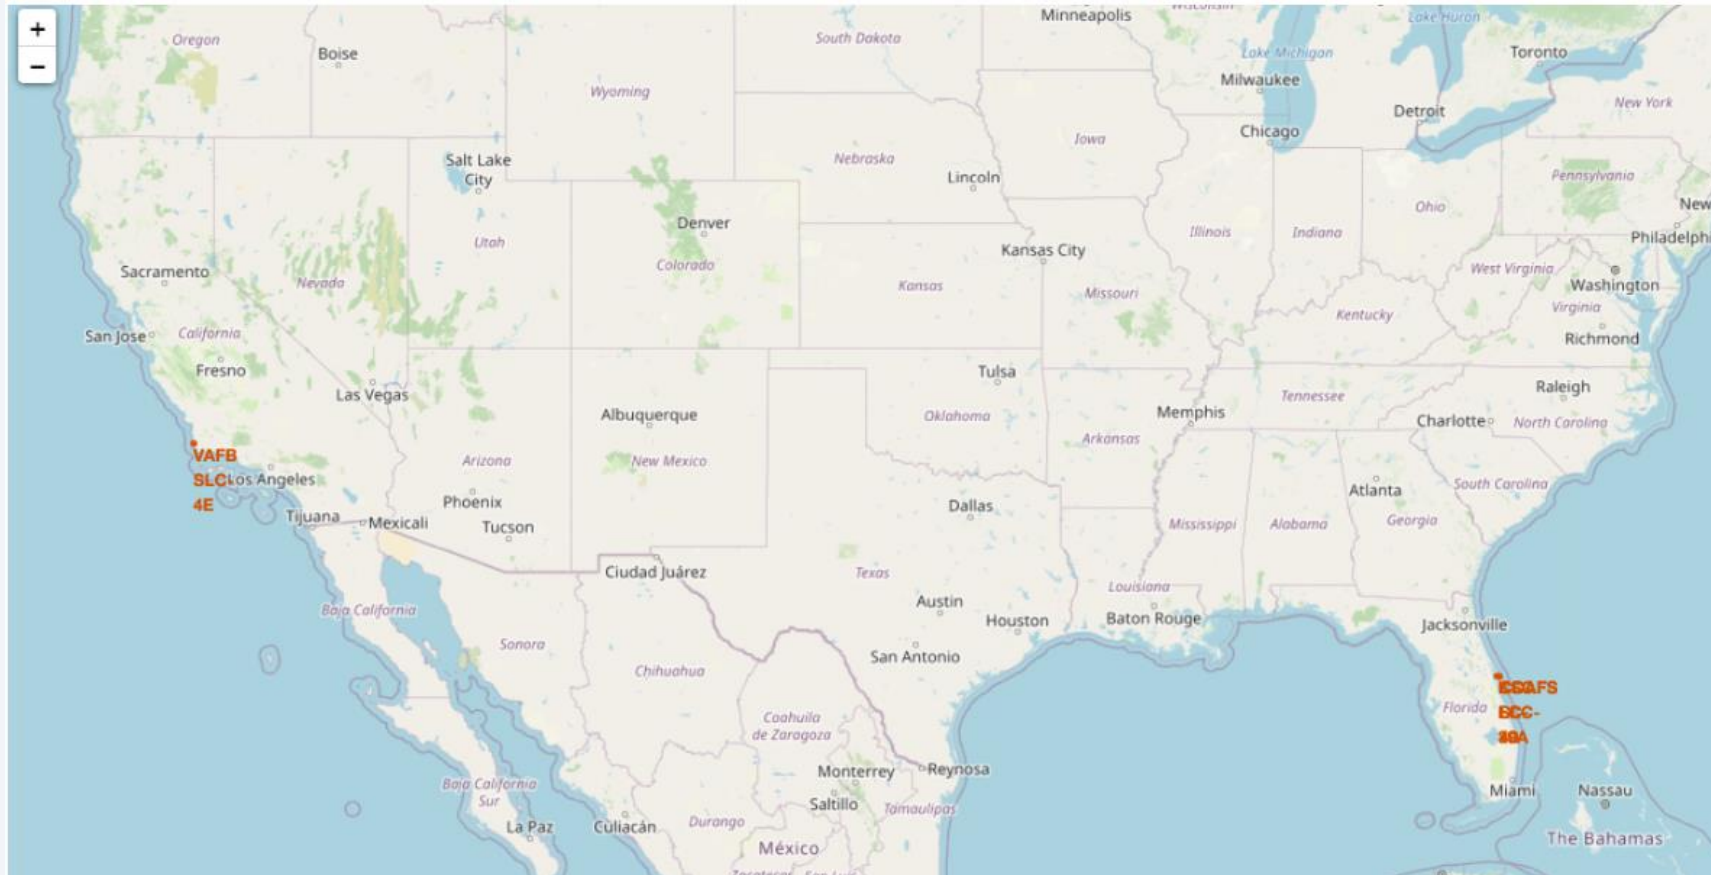 +
−
Minneapolis
Wisconsin
Lake Huron
Oregon
Boise
South Dakota
Lake Michigan
Toronto
Milwaukee
Wyoming
Detroit
New York
Chicago
Iowa
Salt Lake
City
Nebraska
Lincoln
Pennsylvania
New
Denver
Ohio
Utah
Illinois
Indiana
Philadelphi
Kansas City
Colorado
Sacramento
Nevada
Kansas
Missouri
West Virginia
Washington
Virginia
San Jose
California
Kentucky
Richmond
Fresno
Las Vegas
Tulsa
Raleigh
Tennessee
Albuquerque
Oklahoma
Memphis
Charlotte
North Carolina
Arkansas
VAFB
SLC-
4E
Los Angeles
Arizona
New Mexico
South Carolina
Atlanta
Phoenix
Dallas
Tijuana
Mexicali
Tucson
Mississippi
Alabama
Georgia
Ciudad Juárez
Texas
Louisiana
Austin
Baja California
Houston
Baton Rouge
Jacksonville
Sonora
San Antonio
Chihuahua
Florida
Coahuila
de Zaragoza
Monterrey
Reynosa
Baja California
Sur
Saltillo
Tamaulipas
Miami
Nassau
La Paz
Culiacán
Durango
México
The Bahamas
Zacatecas
San Luis